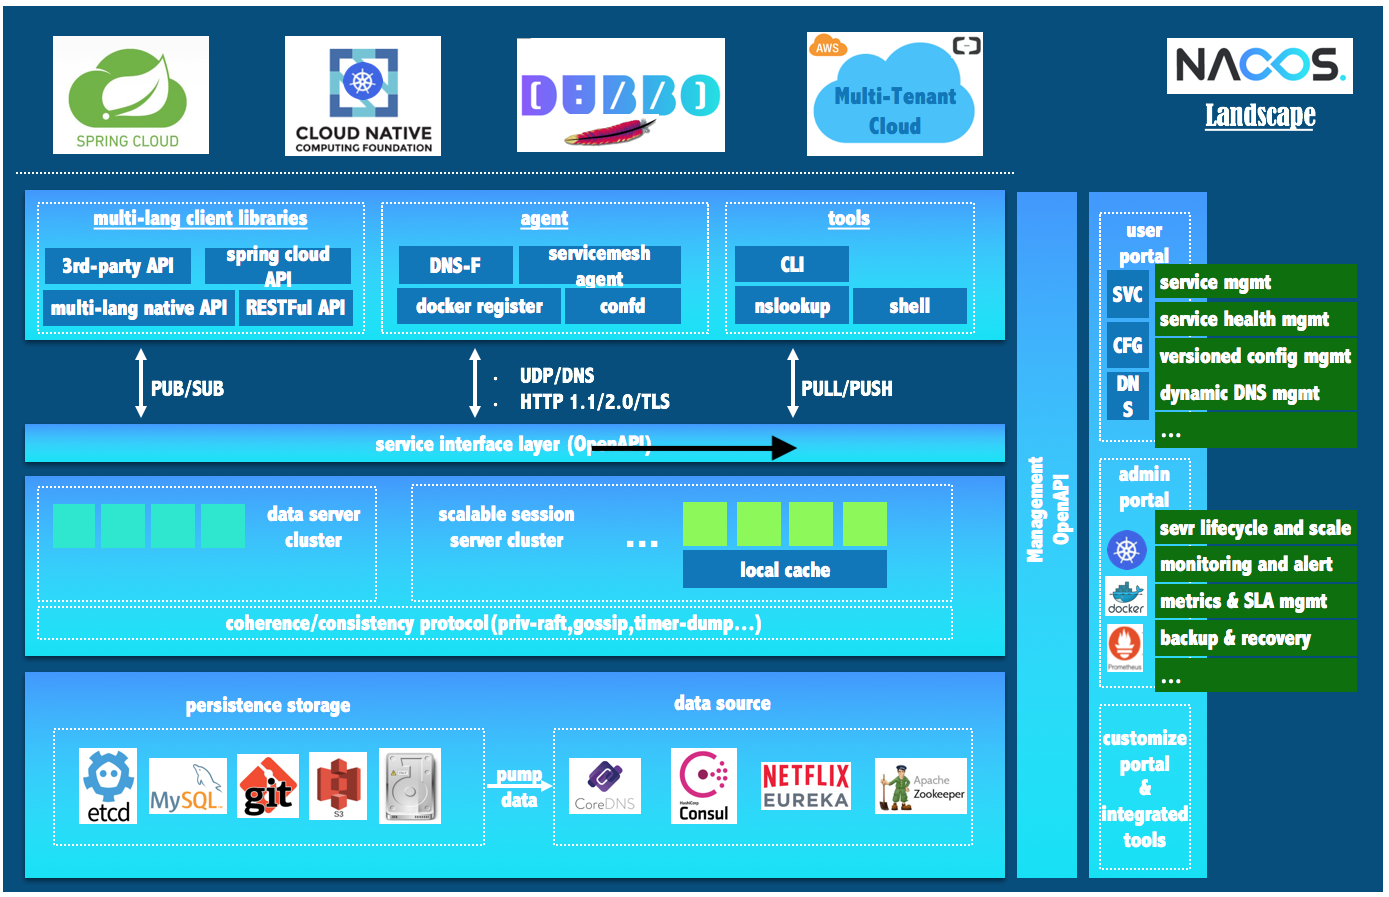 SPRING CLOUD
CLOUD NATIVE
COMPUTING FOUNDATION
DUBBO
AWS
Multi-Tenant
Cloud
NACOS.
Landscape
multi-lang client libraries
3rd-party API
spring cloud
API
multi-lang native API
RESTFul API
agent
DNS-F
servicemesh
agent
docker register
confd
tools
CLI
nslookup
shell
PUB/SUB
· UDP/DNS
· HTTP 1.1/2.0/TLS
PULL/PUSH
service interface layer (OpenAPI)
data server
cluster
scalable session
server cluster
...
local cache
coherence/consistency protocol(priv-raft,gossip,timer-dump...)
persistence storage
etcd
MySQL
git
S3
pump
data
data source
CoreDNS
HashiCorp
Consul
NETFLIX
EUREKA
Apache
Zookeeper
Management
OpenAPI
user
portal
SVC
CFG
DN
S
service mgmt
service health mgmt
versioned config mgmt
dynamic DNS mgmt
...
admin
portal
docker
Prometheus
sevr lifecycle and scale
monitoring and alert
metrics & SLA mgmt
backup & recovery
...
customize
portal
&
integrated
tools